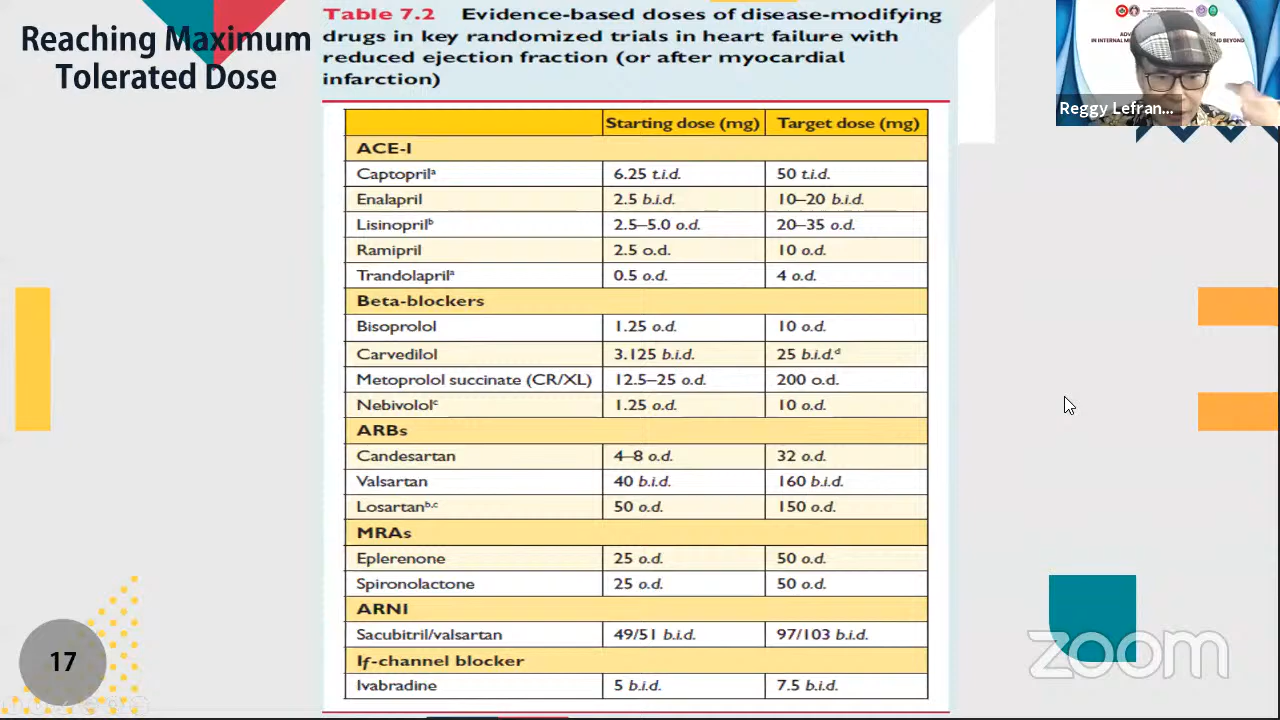 Reaching Maximum
Tolerated Dose
Table 7.2 Evidence-based doses of disease-modifying
drugs in key randomized trials in heart failure with
reduced ejection fraction (or after myocardial
infarction)
Starting dose (mg) Target dose (mg)
ACE-I
Captoprilᵃ 6.25 t.i.d. 50 t.i.d.
Enalapril 2.5 b.i.d. 10–20 b.i.d.
Lisinoprilᵇ 2.5–5.0 o.d. 20–35 o.d.
Ramipril 2.5 o.d. 10 o.d.
Trandolaprilᵃ 0.5 o.d. 4 o.d.
Beta-blockers
Bisoprolol 1.25 o.d. 10 o.d.
Carvedilol 3.125 b.i.d. 25 b.i.d.ᵈ
Metoprolol succinate (CR/XL) 12.5–25 o.d. 200 o.d.
Nebivololᶜ 1.25 o.d. 10 o.d.
ARBs
Candesartan 4–8 o.d. 32 o.d.
Valsartan 40 b.i.d. 160 b.i.d.
Losartanᵇ,ᶜ 50 o.d. 150 o.d.
MRAs
Eplerenone 25 o.d. 50 o.d.
Spironolactone 25 o.d. 50 o.d.
ARNI
Sacubitril/valsartan 49/51 b.i.d. 97/103 b.i.d.
If-channel blocker
Ivabradine 5 b.i.d. 7.5 b.i.d.
17
Reggy Lefran...
zoom